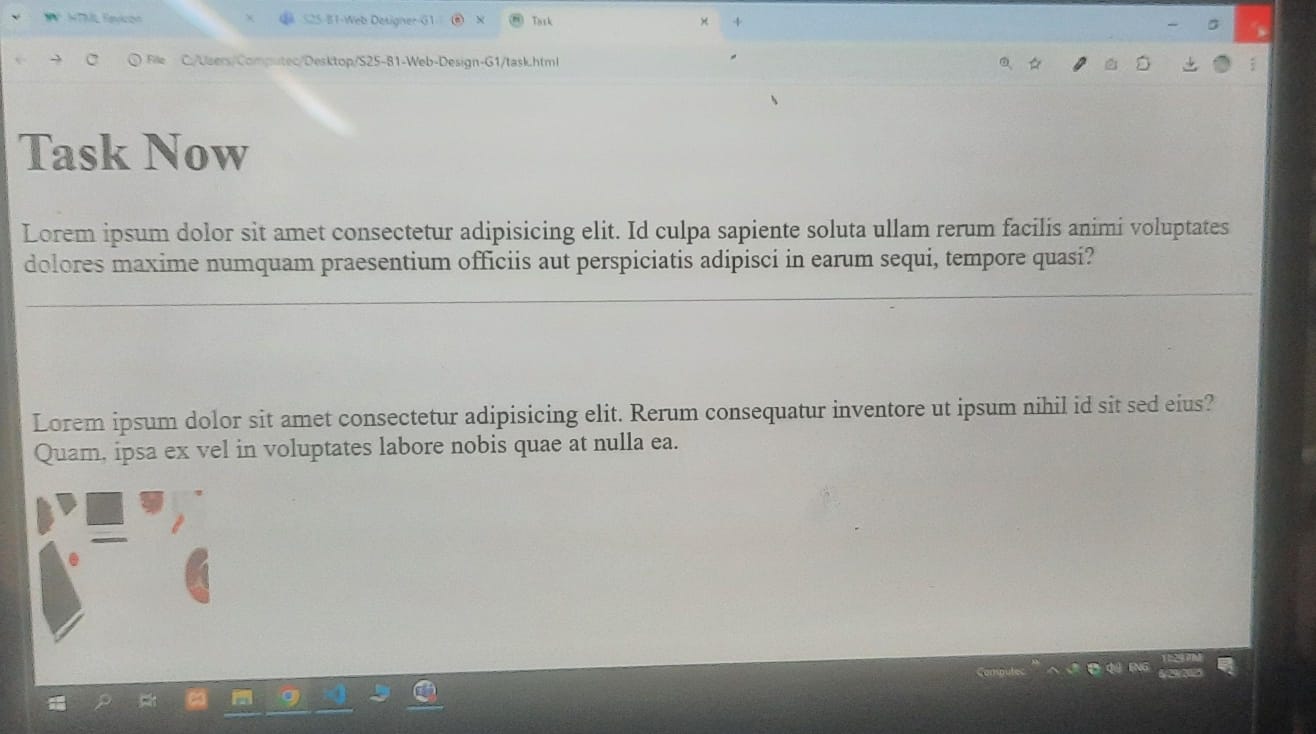 HTML Favicon
S25-B1-Web Designer-G1
Task
File C:/Users/Computec/Desktop/S25-B1-Web-Design-G1/task.html
Task Now
Lorem ipsum dolor sit amet consectetur adipisicing elit. Id culpa sapiente soluta ullam rerum facilis animi voluptates
dolores maxime numquam praesentium officiis aut perspiciatis adipisci in earum sequi, tempore quasi?
Lorem ipsum dolor sit amet consectetur adipisicing elit. Rerum consequatur inventore ut ipsum nihil id sit sed eius?
Quam, ipsa ex vel in voluptates labore nobis quae at nulla ea.
Computec
ENG